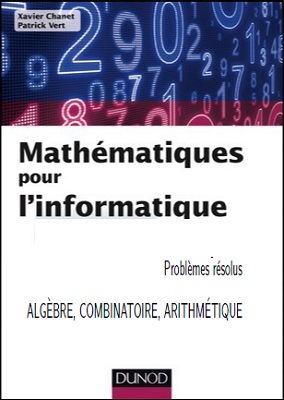 Xavier Chanet
Patrick Vert
Mathématiques
pour
l'informatique
Problèmes résolus
ALGÈBRE, COMBINATOIRE, ARITHMÉTIQUE
DUNOD